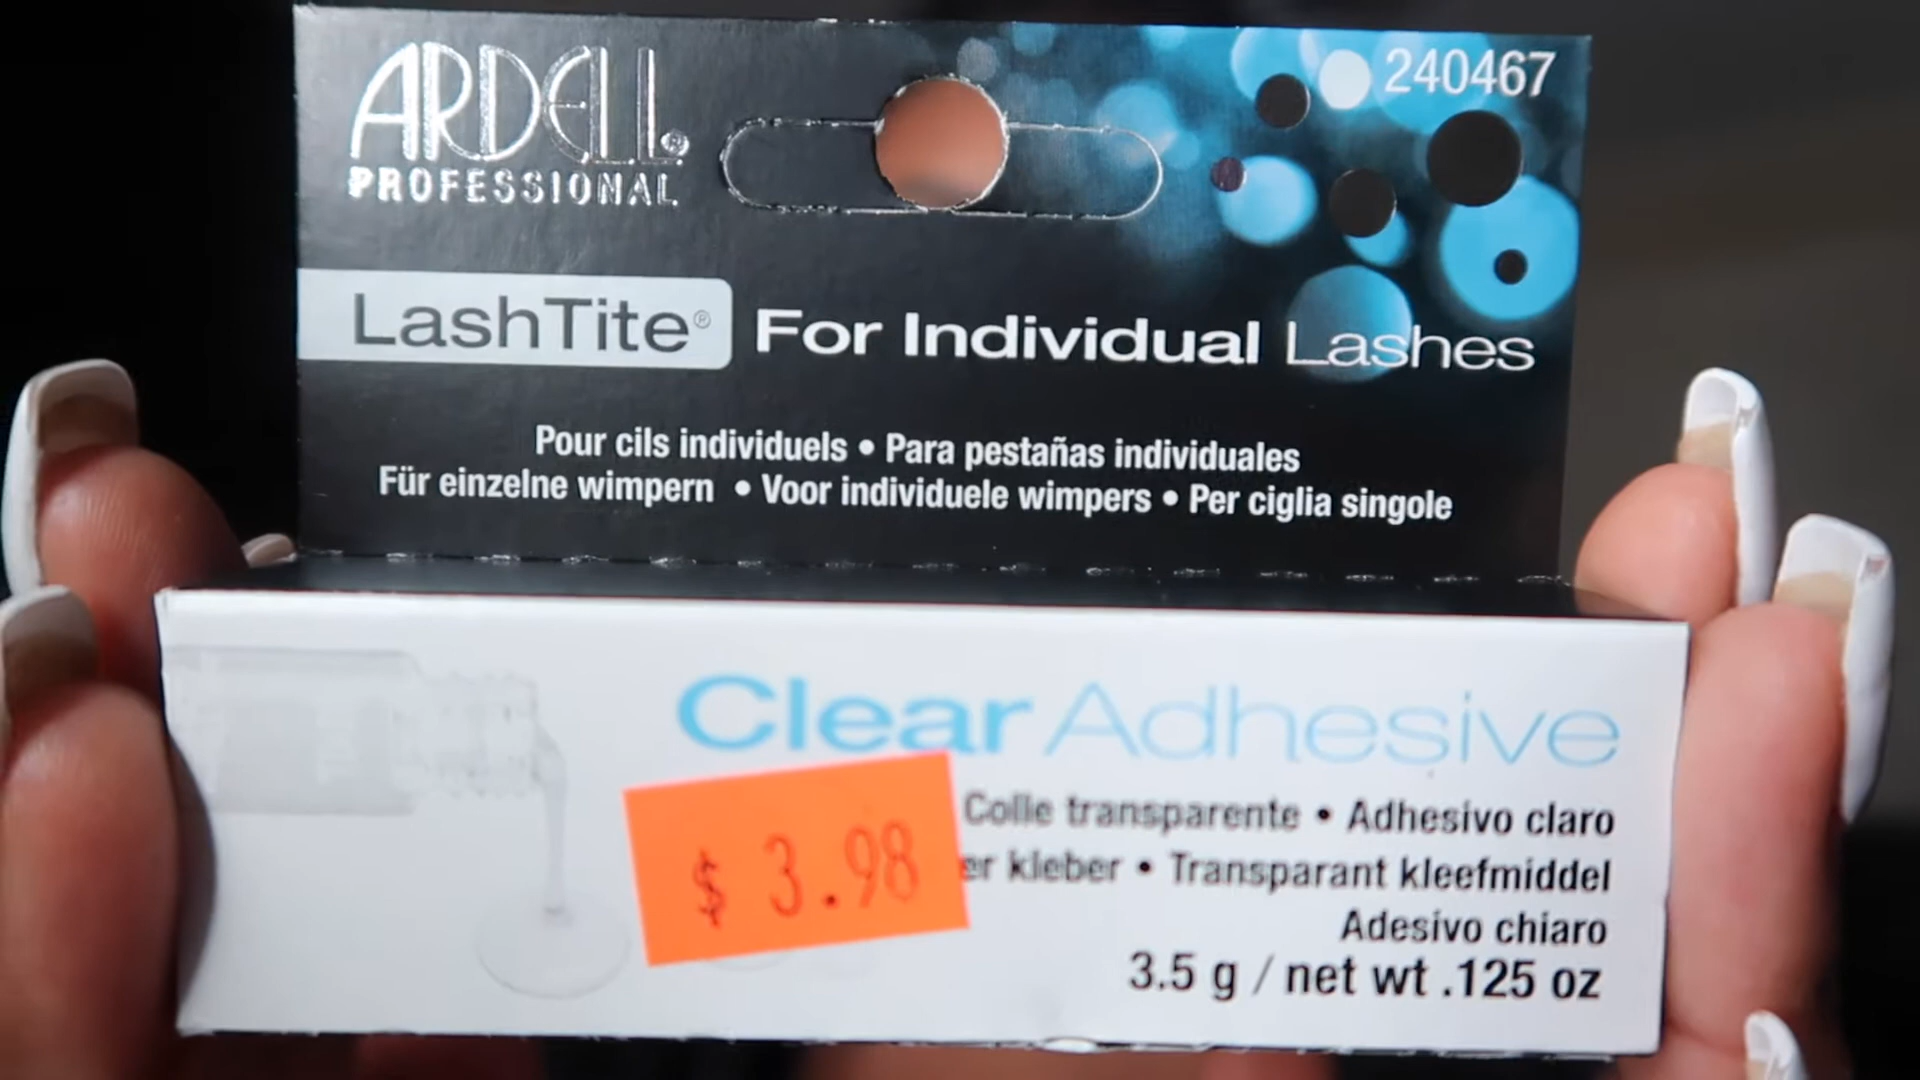 ARDELL®
PROFESSIONAL
240467
LashTite® For Individual Lashes
Pour cils individuels • Para pestañas individuales
Für einzelne wimpern • Voor individuele wimpers • Per ciglia singole
Clear Adhesive
$ 3.98
Colle transparente • Adhesivo claro
kleber • Transparant kleefmiddel
Adesivo chiaro
3.5 g / net wt .125 oz